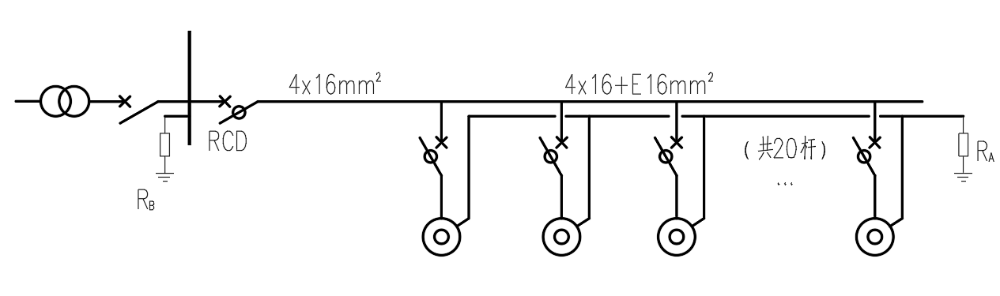 4x16mm²
4x16+E16mm²
RCD
(共20杆)
...
R_A
R_B